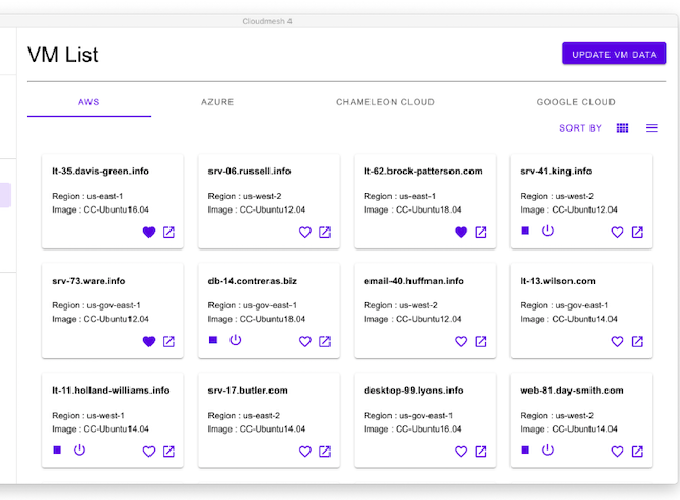 Cloudmesh 4
VM List
UPDATE VM DATA
AWS
AZURE
CHAMELEON CLOUD
GOOGLE CLOUD
SORT BY
lt-35.davis-green.info
Region : us-east-1
Image : CC-Ubuntu16.04
srv-06.russell.info
Region : us-west-2
Image : CC-Ubuntu12.04
lt-62.brock-patterson.com
Region : us-east-1
Image : CC-Ubuntu18.04
srv-41.king.info
Region : us-west-2
Image : CC-Ubuntu12.04
srv-73.ware.info
Region : us-gov-east-1
Image : CC-Ubuntu12.04
db-14.contreras.biz
Region : us-gov-east-1
Image : CC-Ubuntu18.04
email-40.huffman.info
Region : us-west-2
Image : CC-Ubuntu12.04
lt-13.wilson.com
Region : us-gov-east-1
Image : CC-Ubuntu14.04
lt-11.holland-williams.info
Region : us-west-1
Image : CC-Ubuntu14.04
srv-17.butler.com
Region : us-east-2
Image : CC-Ubuntu14.04
desktop-99.lyons.info
Region : us-gov-east-1
Image : CC-Ubuntu16.04
web-81.day-smith.com
Region : us-west-2
Image : CC-Ubuntu14.04